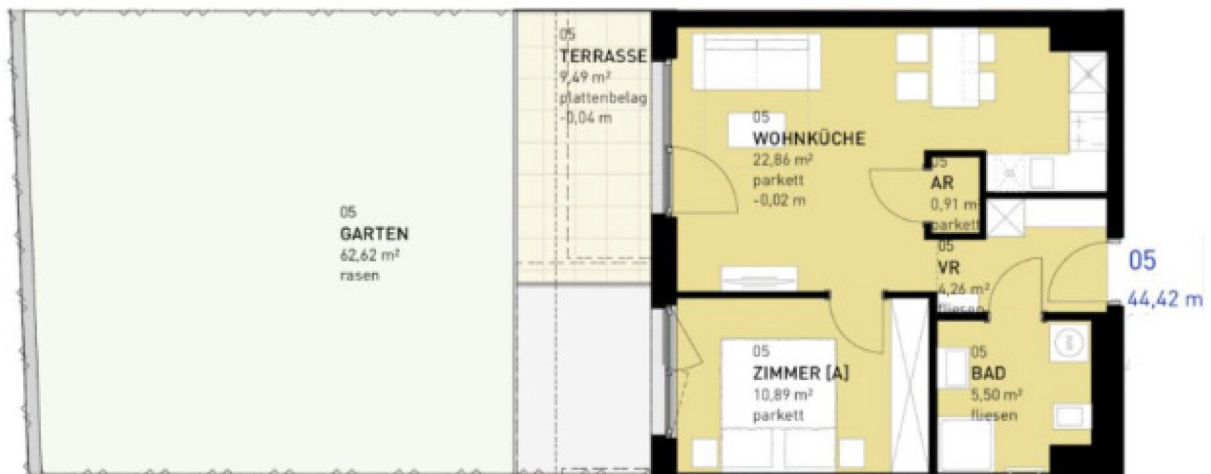 05
TERRASSE
9,49 m²
plattenbelag
-0,04 m
05
WOHNKÜCHE
22,86 m²
parkett
-0,02 m
05
AR
0,91 m
parkett
05
GARTEN
62,62 m²
rasen
05
VR
4,26 m²
fliesen
05
44,42 m
05
ZIMMER [A]
10,89 m²
parkett
05
BAD
5,50 m²
fliesen